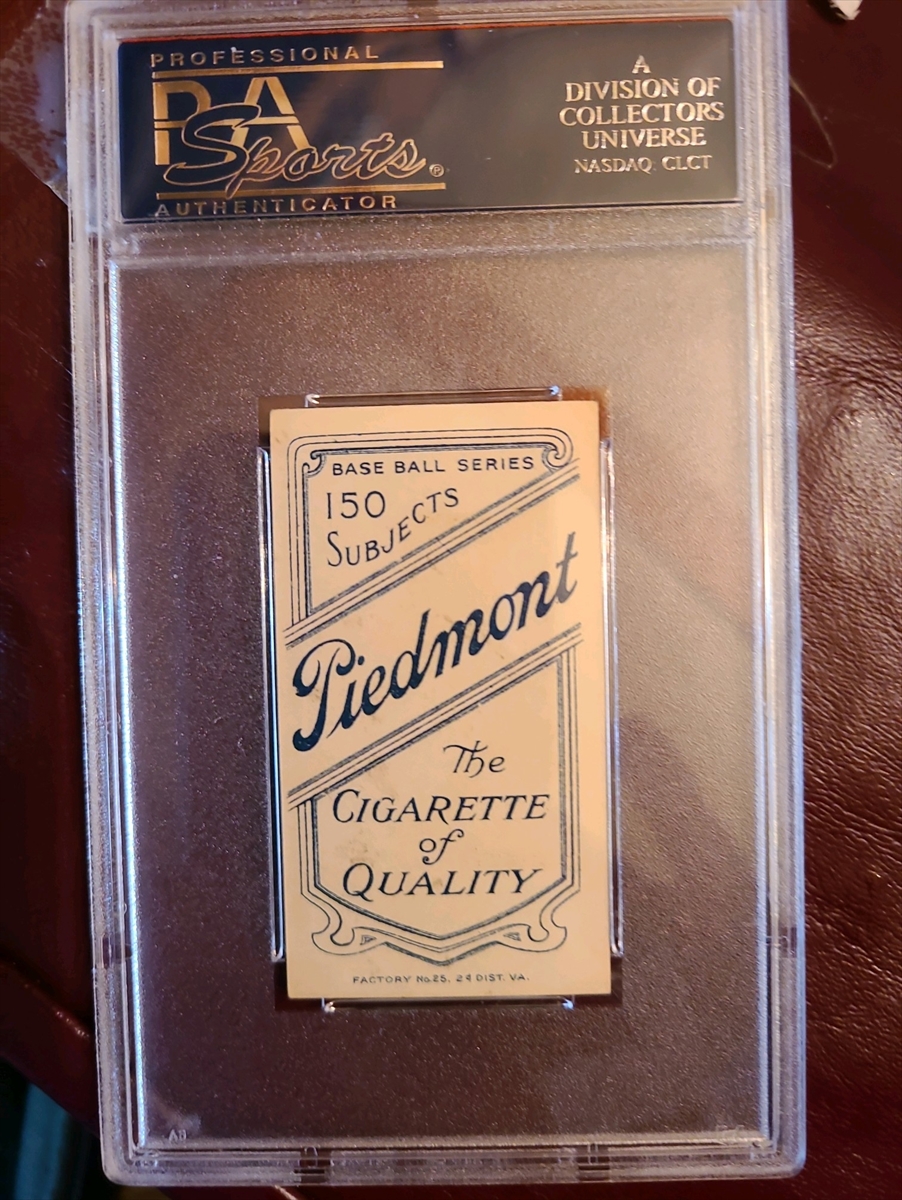 PROFESSIONAL
PSA
Sports®
AUTHENTICATOR
A
DIVISION OF
COLLECTORS
UNIVERSE
NASDAQ: CLCT
BASE BALL SERIES
150
SUBJECTS
Piedmont
The
CIGARETTE
of
QUALITY
FACTORY No. 25, 2d DIST. VA.